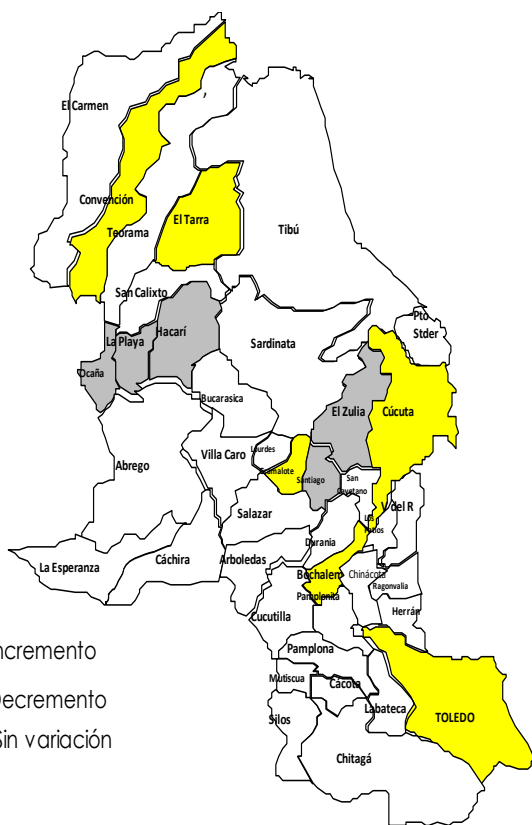 El Carmen
Convención
Teorama
El Tarra
Tibú
San Calixto
Hacarí
La Playa
Ocaña
Pto
Stder
Sardinata
El Zulia
Cúcuta
Bucarasica
Abrego
Villa Caro
Lourdes
Gramalote
Santiago
San
Cayetano
Salazar
V del R
Los Patios
Durania
La Esperanza
Cáchira
Arboledas
Bochalema
Chinácota
Ragonvalia
Pamplonita
Herrán
Cucutilla
Pamplona
Mutiscua
Cácota
Silos
Labateca
TOLEDO
Chitagá
ncremento
Decremento
Sin variación